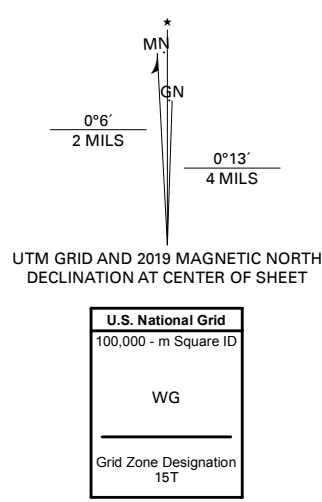 MN
GN
0°6´
2 MILS
0°13´
4 MILS
UTM GRID AND 2019 MAGNETIC NORTH
DECLINATION AT CENTER OF SHEET
U.S. National Grid
100,000 - m Square ID
WG
Grid Zone Designation
15T